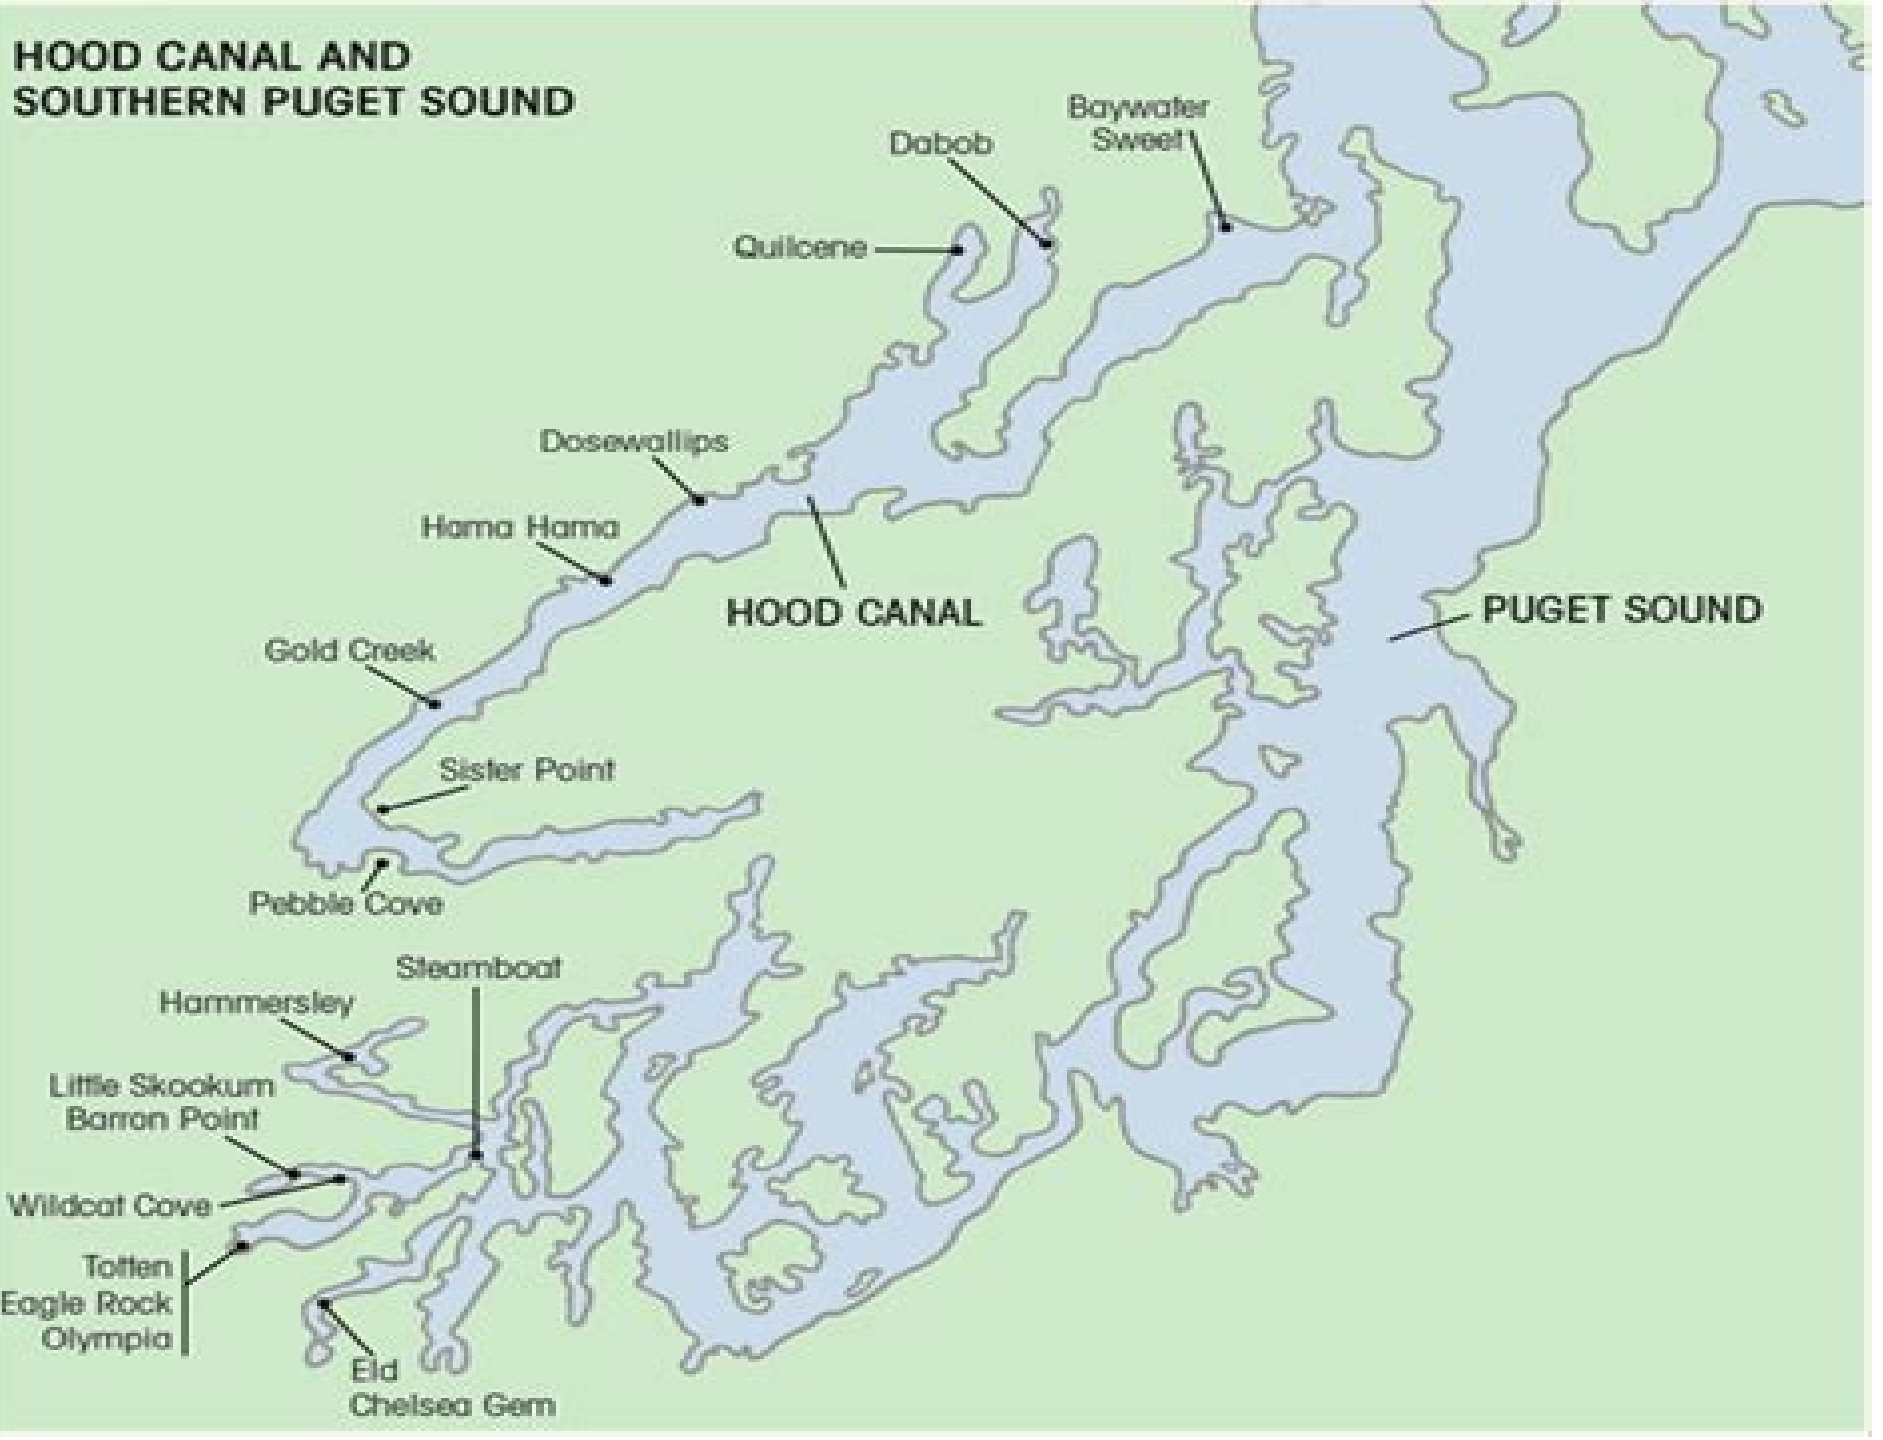 HOOD CANAL AND
SOUTHERN PUGET SOUND
Baywater
Sweet
Dabob
Quilcene
Dosewallips
Hama Hama
HOOD CANAL
PUGET SOUND
Gold Creek
Sister Point
Pebble Cove
Steamboat
Hammersley
Little Skookum
Barron Point
Wildcat Cove
Totten
Eagle Rock
Olympia
Eld
Chelsea Gem